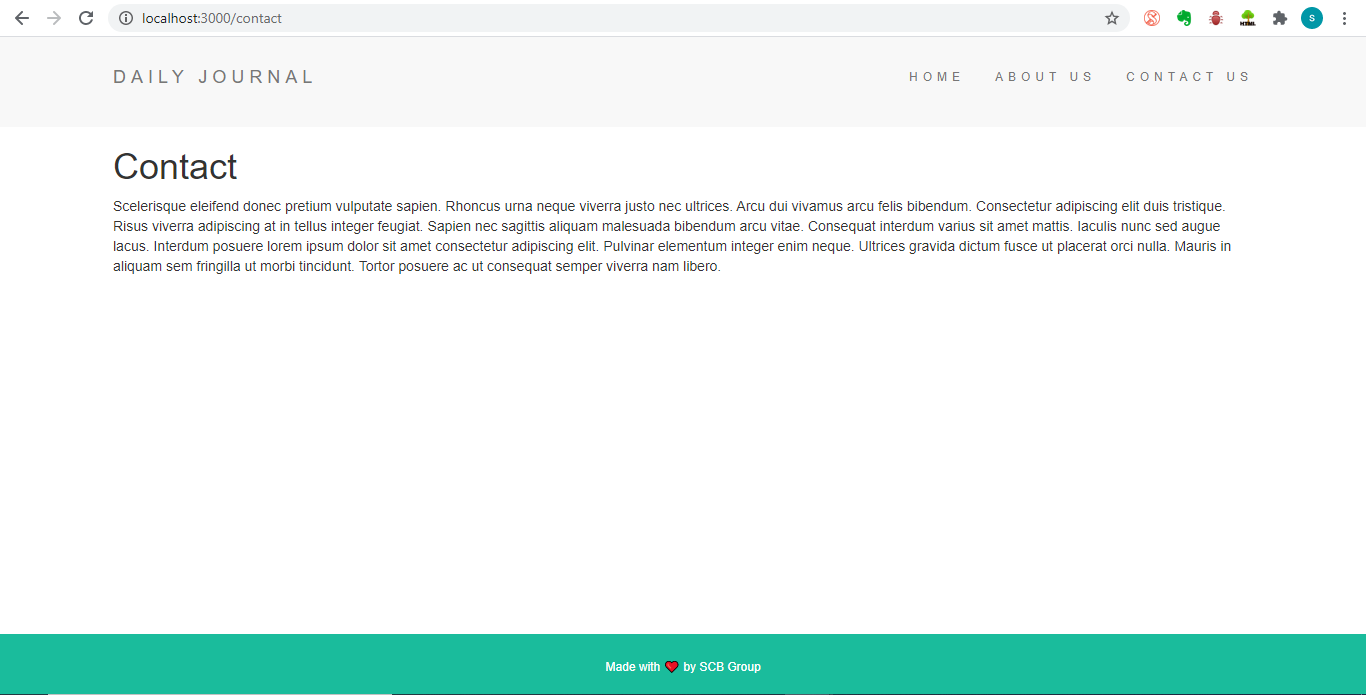 localhost:3000/contact
HTML
S
DAILY JOURNAL
HOME ABOUT US CONTACT US
Contact
Scelerisque eleifend donec pretium vulputate sapien. Rhoncus urna neque viverra justo nec ultrices. Arcu dui vivamus arcu felis bibendum. Consectetur adipiscing elit duis tristique.
Risus viverra adipiscing at in tellus integer feugiat. Sapien nec sagittis aliquam malesuada bibendum arcu vitae. Consequat interdum varius sit amet mattis. Iaculis nunc sed augue
lacus. Interdum posuere lorem ipsum dolor sit amet consectetur adipiscing elit. Pulvinar elementum integer enim neque. Ultrices gravida dictum fusce ut placerat orci nulla. Mauris in
aliquam sem fringilla ut morbi tincidunt. Tortor posuere ac ut consequat semper viverra nam libero.
Made with ❤ by SCB Group